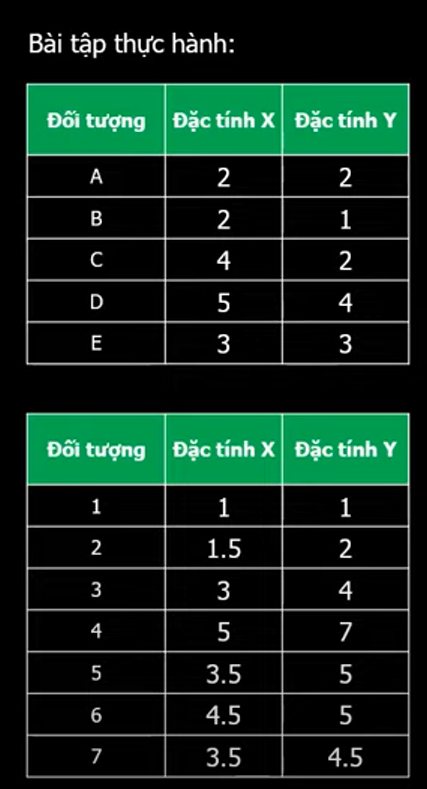 Bài tập thực hành:
Đối tượng Đặc tính X Đặc tính Y
A 2 2
B 2 1
C 4 2
D 5 4
E 3 3
Đối tượng Đặc tính X Đặc tính Y
1 1 1
2 1.5 2
3 3 4
4 5 7
5 3.5 5
6 4.5 5
7 3.5 4.5